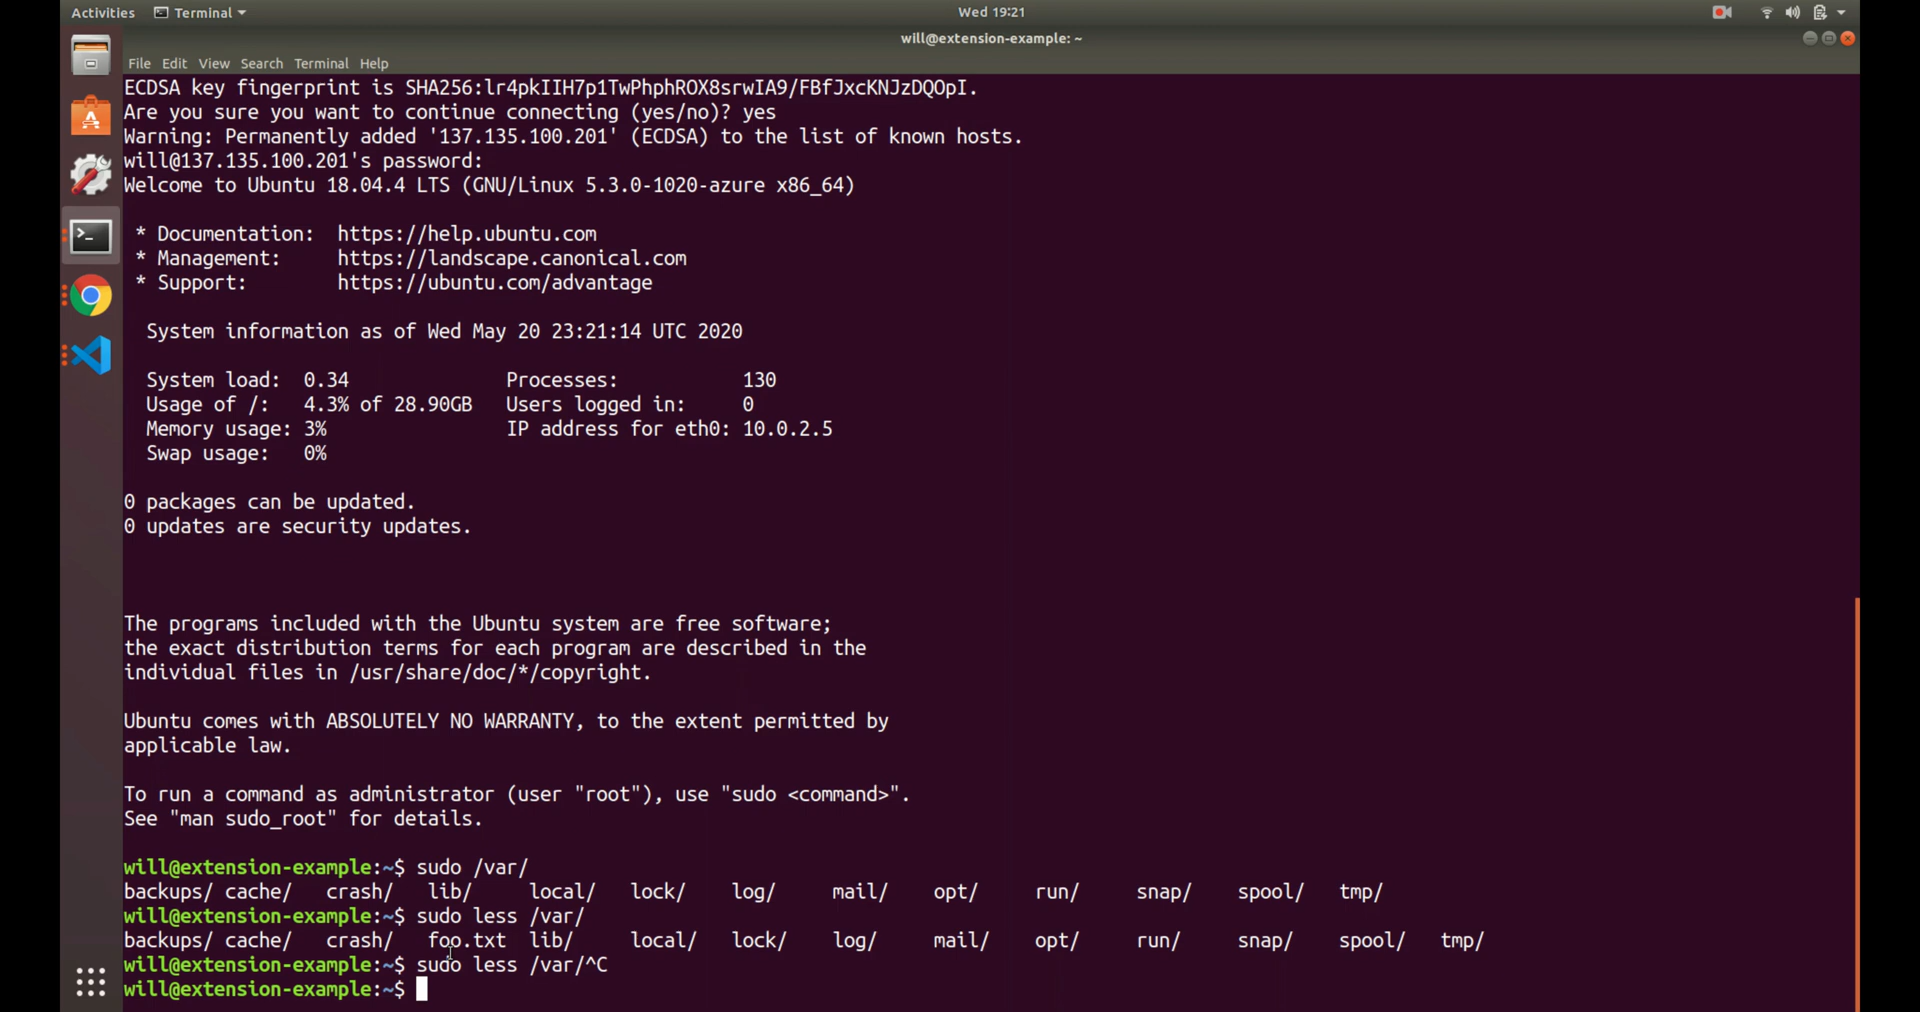 Activities Terminal Wed 19:21
will@extension-example: ~
File Edit View Search Terminal Help
ECDSA key fingerprint is SHA256:lr4pkIIH7p1TwPhphROX8srwIA9/FBfJxcKNJzDQOpI.
Are you sure you want to continue connecting (yes/no)? yes
Warning: Permanently added '137.135.100.201' (ECDSA) to the list of known hosts.
will@137.135.100.201's password:
Welcome to Ubuntu 18.04.4 LTS (GNU/Linux 5.3.0-1020-azure x86_64)
* Documentation: https://help.ubuntu.com
* Management: https://landscape.canonical.com
* Support: https://ubuntu.com/advantage
System information as of Wed May 20 23:21:14 UTC 2020
System load: 0.34 Processes: 130
Usage of /: 4.3% of 28.90GB Users logged in: 0
Memory usage: 3% IP address for eth0: 10.0.2.5
Swap usage: 0%
0 packages can be updated.
0 updates are security updates.
The programs included with the Ubuntu system are free software;
the exact distribution terms for each program are described in the
individual files in /usr/share/doc/*/copyright.
Ubuntu comes with ABSOLUTELY NO WARRANTY, to the extent permitted by
applicable law.
To run a command as administrator (user "root"), use "sudo <command>".
See "man sudo_root" for details.
will@extension-example:~$ sudo /var/
backups/ cache/ crash/ lib/ local/ lock/ log/ mail/ opt/ run/ snap/ spool/ tmp/
will@extension-example:~$ sudo less /var/
backups/ cache/ crash/ foo.txt lib/ local/ lock/ log/ mail/ opt/ run/ snap/ spool/ tmp/
will@extension-example:~$ sudo less /var/^C
will@extension-example:~$